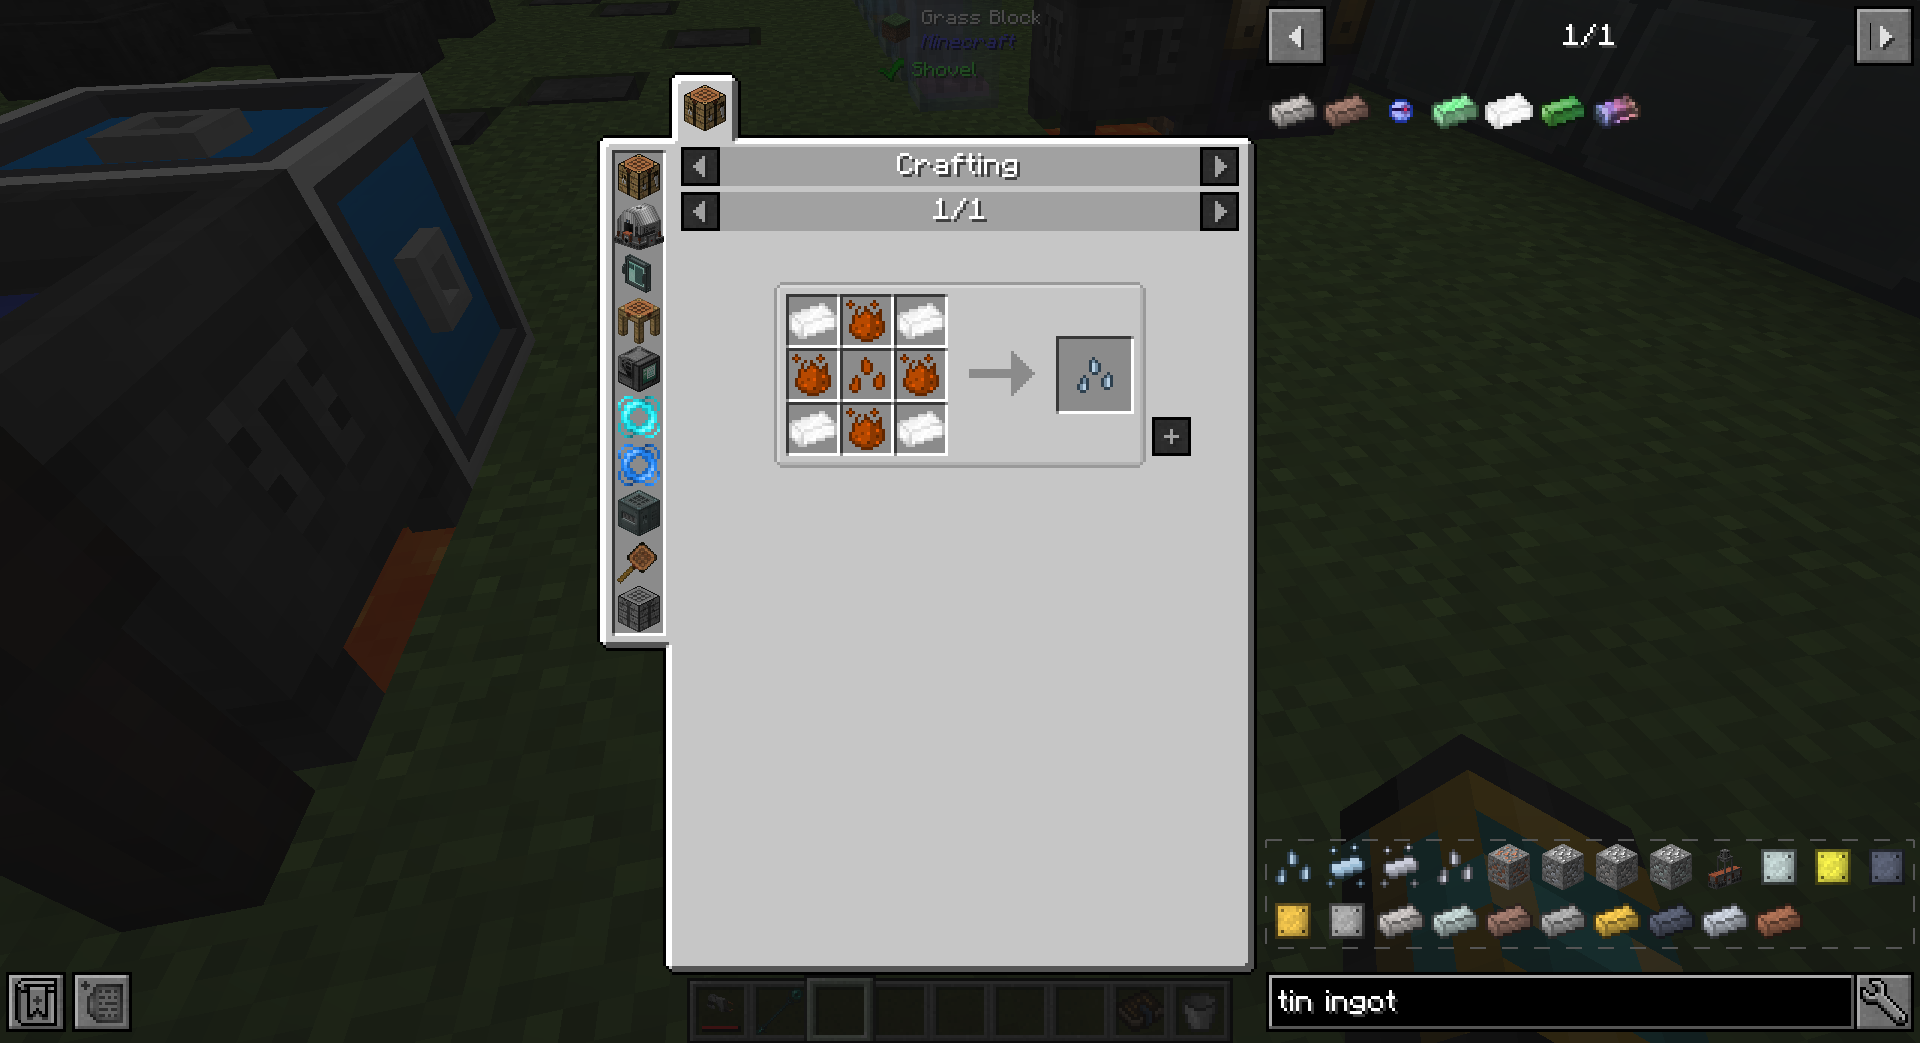 Grass Block
Minecraft
Shovel
1/1
Crafting
1/1
tin ingot